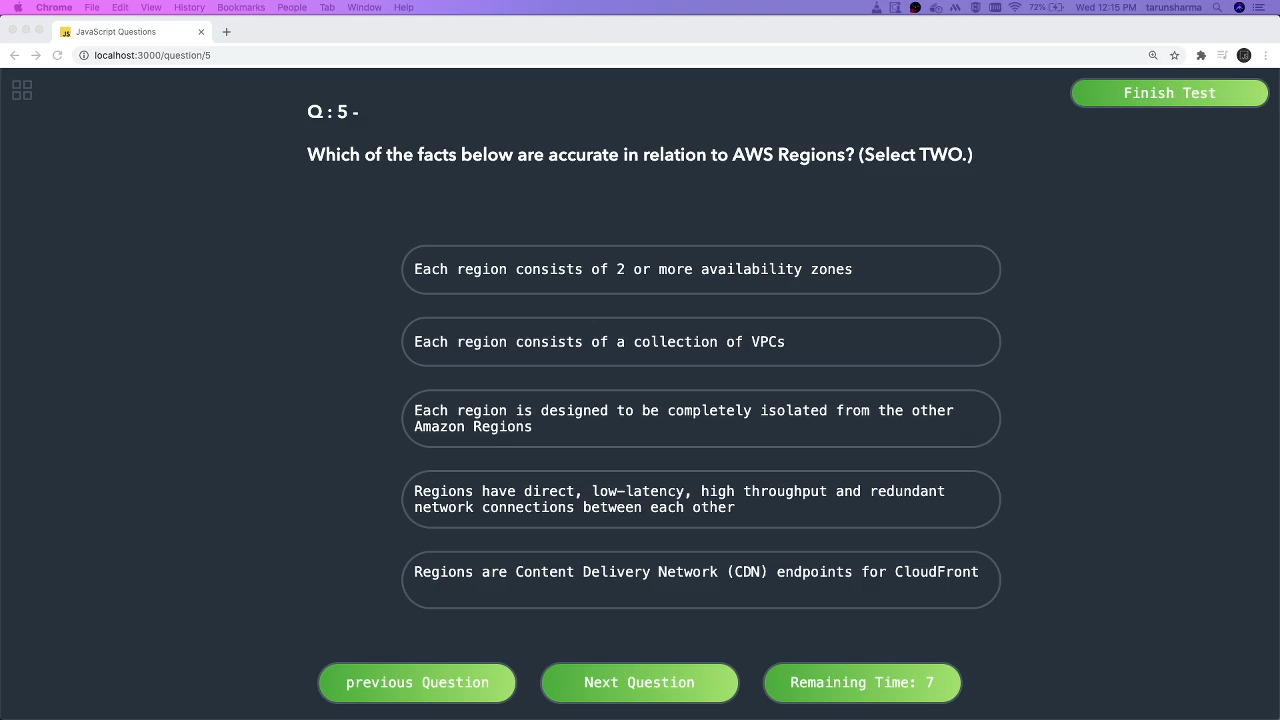 Chrome File Edit View History Bookmarks People Tab Window Help 72% Wed 12:15 PM tarunsharma
JavaScript Questions
localhost:3000/question/5
Finish Test
Q : 5 -
Which of the facts below are accurate in relation to AWS Regions? (Select TWO.)
Each region consists of 2 or more availability zones
Each region consists of a collection of VPCs
Each region is designed to be completely isolated from the other
Amazon Regions
Regions have direct, low-latency, high throughput and redundant
network connections between each other
Regions are Content Delivery Network (CDN) endpoints for CloudFront
previous Question Next Question Remaining Time: 7